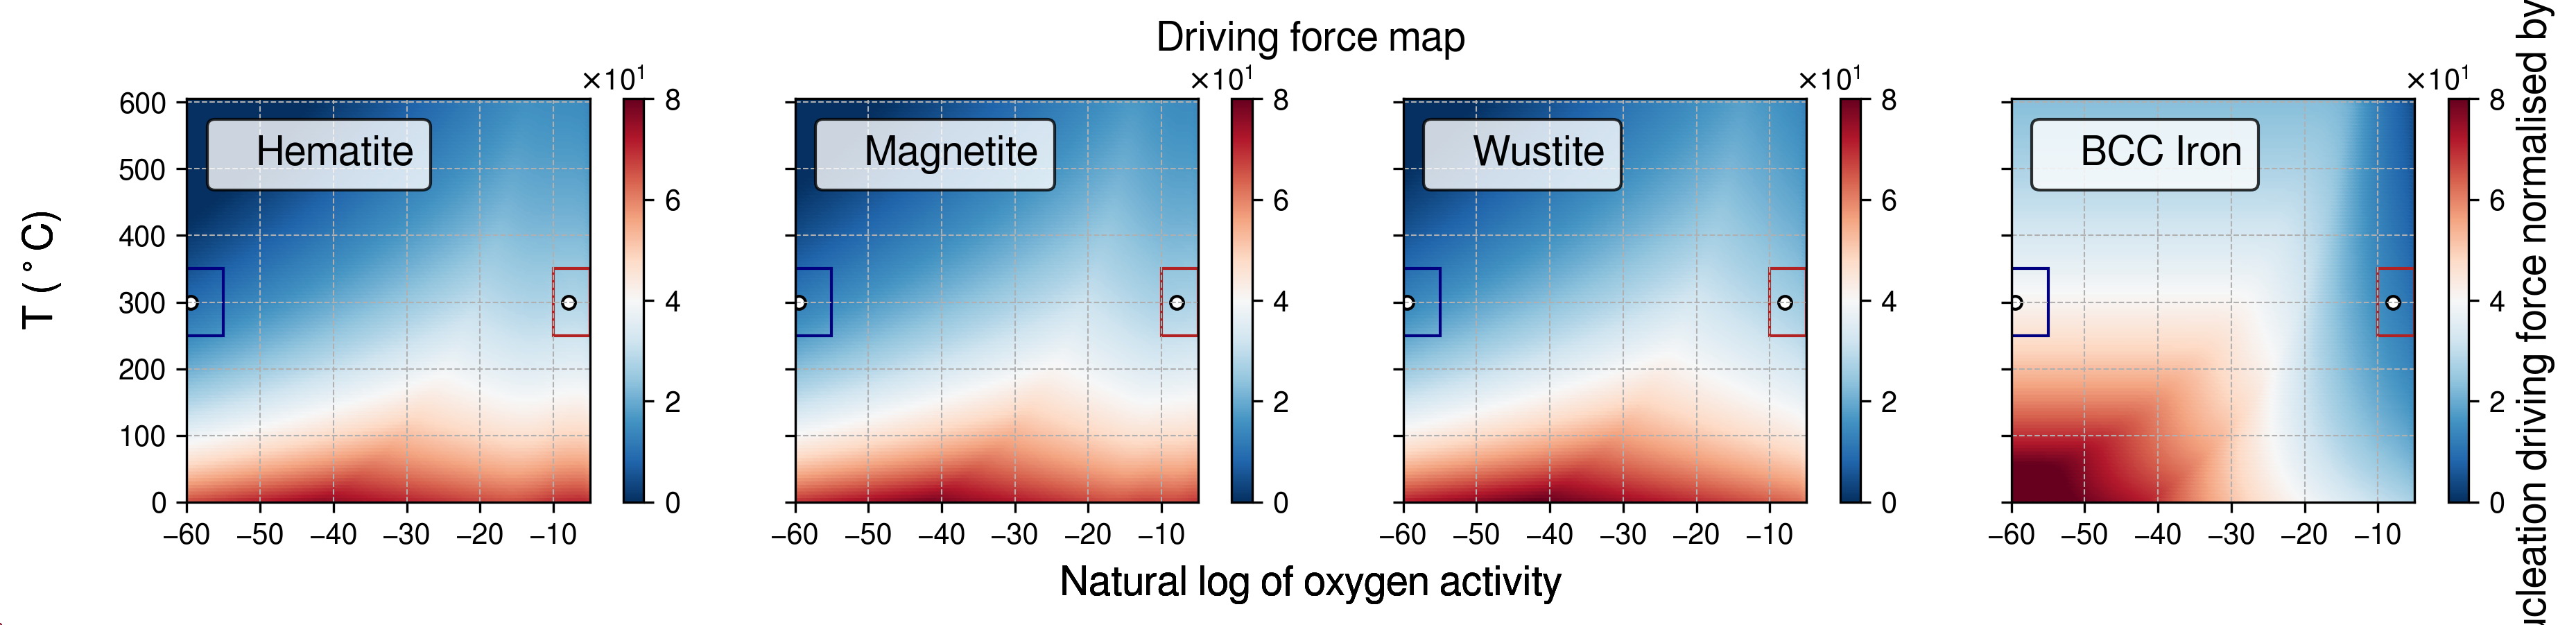 Driving force map
×10¹ ×10¹ ×10¹ ×10¹
Hematite
Magnetite
Wustite
BCC Iron
T (°C)
600
500
400
300
200
100
0
−60 −50 −40 −30 −20 −10
−60 −50 −40 −30 −20 −10
−60 −50 −40 −30 −20 −10
−60 −50 −40 −30 −20 −10
8
6
4
2
0
8
6
4
2
0
8
6
4
2
0
8
6
4
2
0
Natural log of oxygen activity
driving force normalised by